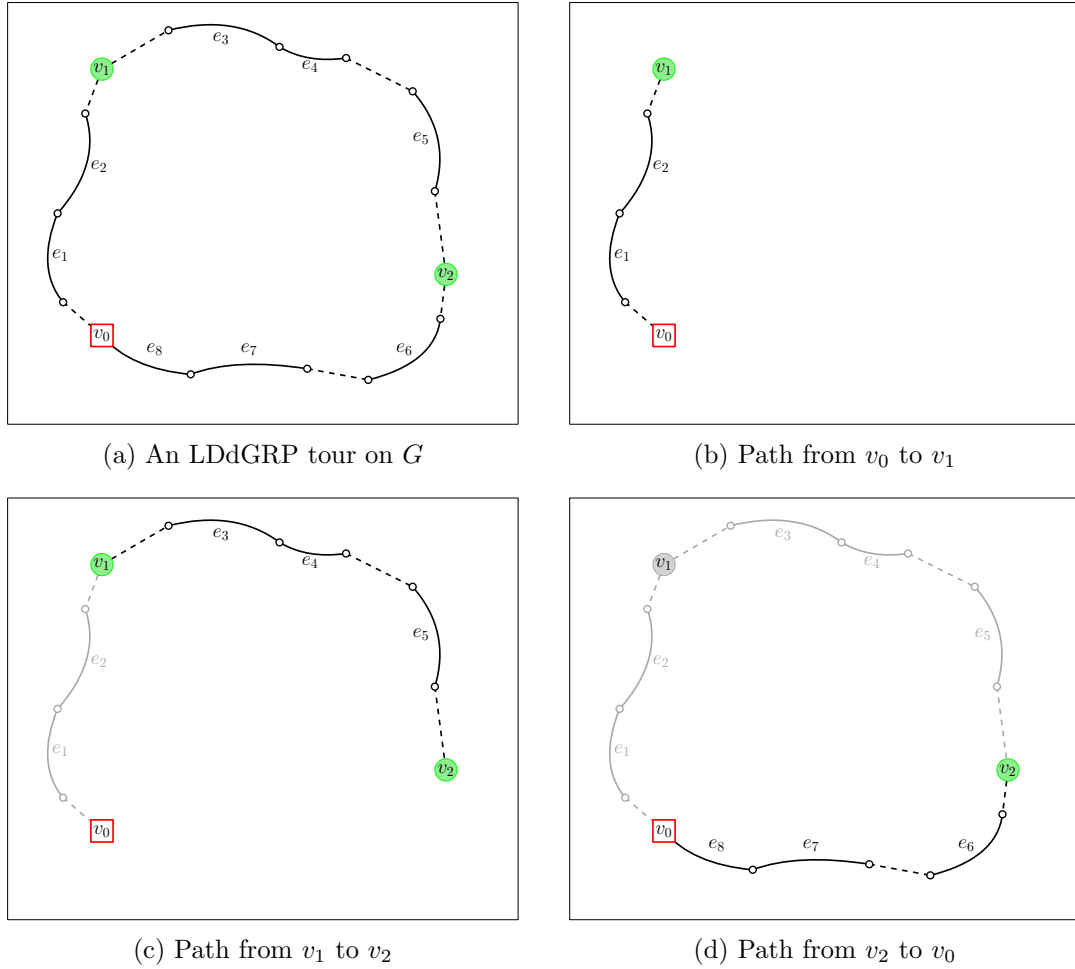 e₃
e₄
v₁
e₅
e₂
e₁
v₂
v₀
e₈
e₇
e₆
(a) An LDdGRP tour on G
v₁
e₂
e₁
v₀
(b) Path from v₀ to v₁
e₃
e₄
v₁
e₅
e₂
e₁
v₂
v₀
(c) Path from v₁ to v₂
e₃
e₄
v₁
e₅
e₂
e₁
v₂
v₀
e₈
e₇
e₆
(d) Path from v₂ to v₀